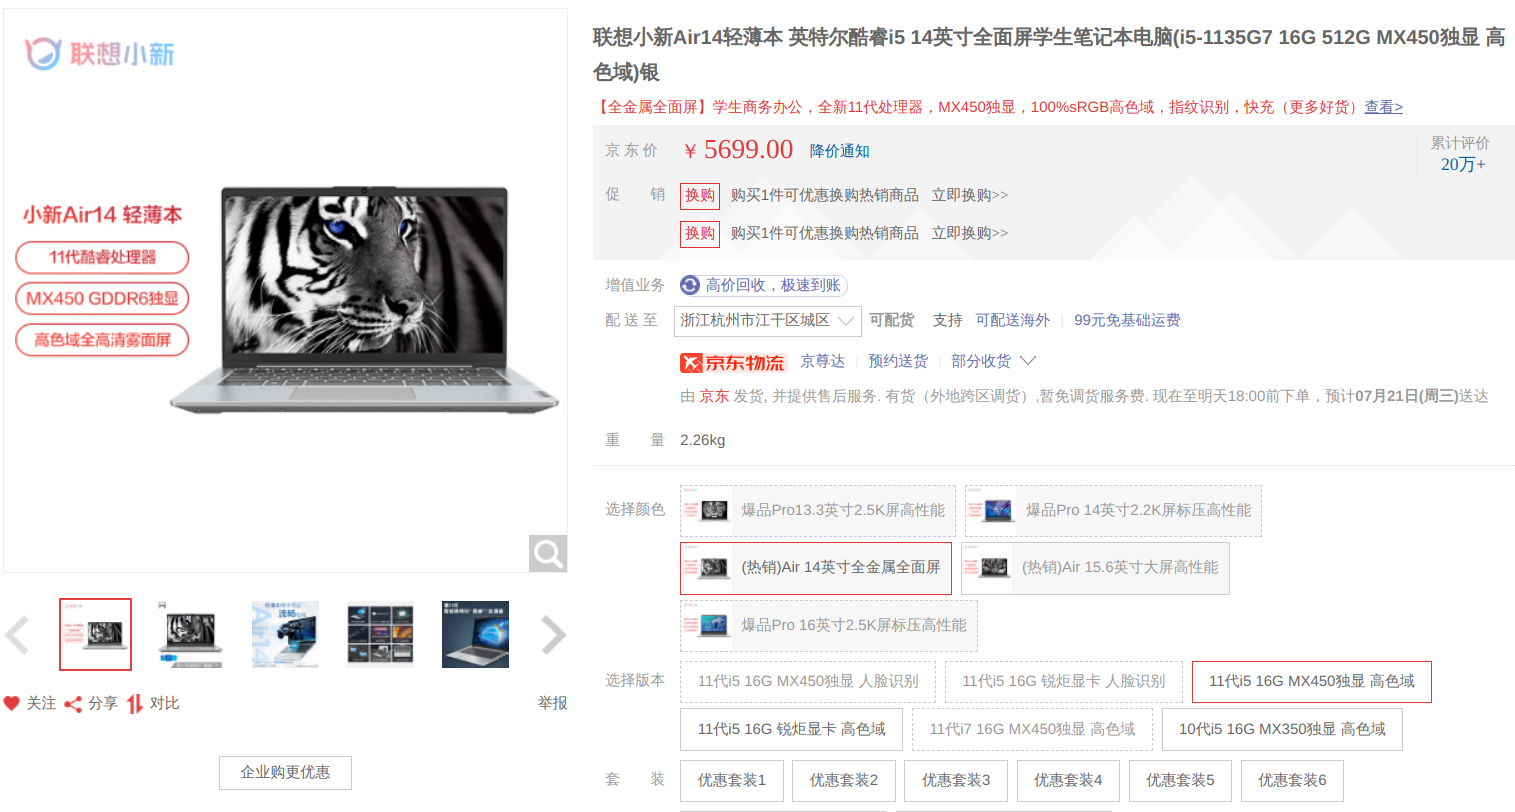 联想小新
小新Air14 轻薄本
11代酷睿处理器
MX450 GDDR6独显
高色域全高清雾面屏
关注 分享 对比
举报
企业购更优惠
联想小新Air14轻薄本 英特尔酷睿i5 14英寸全面屏学生笔记本电脑(i5-1135G7 16G 512G MX450独显 高
色域)银
【全金属全面屏】学生商务办公，全新11代处理器，MX450独显，100%sRGB高色域，指纹识别，快充（更多好货）查看>
京 东 价 ￥ 5699.00 降价通知
累计评价
20万+
促 销 换购 购买1件可优惠换购热销商品 立即换购>>
换购 购买1件可优惠换购热销商品 立即换购>>
增值业务 高价回收，极速到账
配 送 至 浙江杭州市江干区城区 可配货 支持 可配送海外 99元免基础运费
京东物流 京尊达 预约送货 部分收货
由 京东 发货, 并提供售后服务. 有货（外地跨区调货）,暂免调货服务费. 现在至明天18:00前下单，预计07月21日(周三)送达
重 量 2.26kg
选择颜色 爆品Pro13.3英寸2.5K屏高性能 爆品Pro 14英寸2.2K屏标压高性能
(热销)Air 14英寸全金属全面屏 (热销)Air 15.6英寸大屏高性能
爆品Pro 16英寸2.5K屏标压高性能
选择版本 11代i5 16G MX450独显 人脸识别 11代i5 16G 锐炬显卡 人脸识别 11代i5 16G MX450独显 高色域
11代i5 16G 锐炬显卡 高色域 11代i7 16G MX450独显 高色域 10代i5 16G MX350独显 高色域
套 装 优惠套装1 优惠套装2 优惠套装3 优惠套装4 优惠套装5 优惠套装6